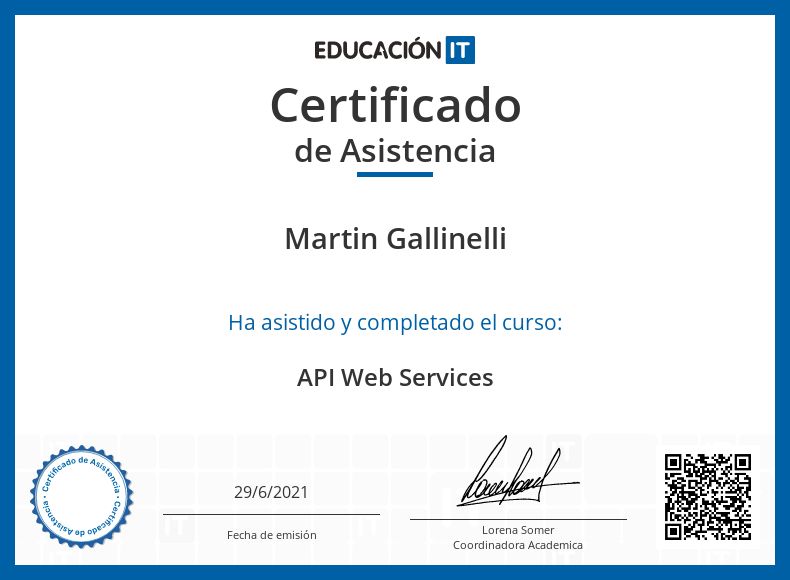 EDUCACIÓN IT
Certificado
de Asistencia
Martin Gallinelli
Ha asistido y completado el curso:
API Web Services
Certificado de Asistencia · Certificado de Asistencia ·
29/6/2021
Fecha de emisión
Lorena Somer
Coordinadora Academica